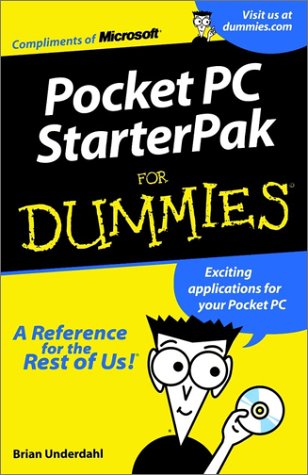 Compliments of Microsoft®
Visit us at
dummies.com
Pocket PC
StarterPak
FOR
DUMMIES®
Exciting
applications for
your Pocket PC
A Reference
for the
Rest of Us!®
Brian Underdahl